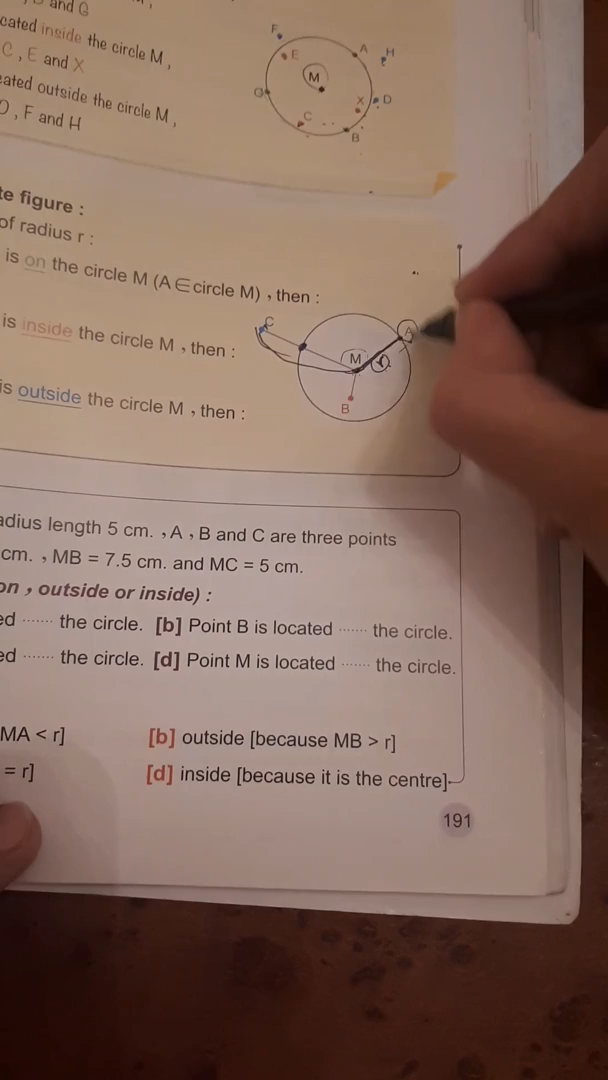 and G
cated inside the circle M ,
C , E and X
ated outside the circle M ,
, F and H
F
E
A
H
M
G
X
D
C
B
te figure :
of radius r :
is on the circle M (A ∈ circle M) , then :
is inside the circle M , then :
is outside the circle M , then :
C
A
M
B
adius length 5 cm. , A , B and C are three points
cm. , MB = 7.5 cm. and MC = 5 cm.
on , outside or inside) :
ed ······· the circle. [b] Point B is located ······· the circle.
ed ······· the circle. [d] Point M is located ······· the circle.
MA < r] [b] outside [because MB > r]
= r] [d] inside [because it is the centre]
191